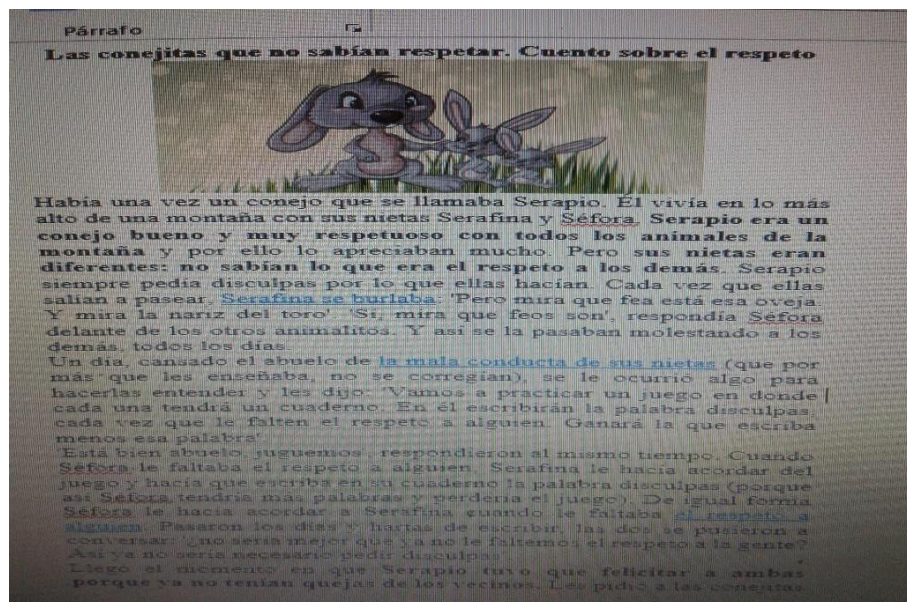 Párrafo
Las conejitas que no sabían respetar. Cuento sobre el respeto
Había una vez un conejo que se llamaba Serapio. Él vivía en lo más
alto de una montaña con sus nietas Serafina y Séfora. Serapio era un
conejo bueno y muy respetuoso con todos los animales de la
montaña y por ello lo apreciaban mucho. Pero sus nietas eran
diferentes: no sabían lo que era el respeto a los demás. Serapio
siempre pedía disculpas por lo que ellas hacían. Cada vez que ellas
salían a pasear, Serafina se burlaba: 'Pero mira que fea está esa oveja.
Y mira la nariz del toro'. 'Sí, mira que feos son', respondía Séfora
delante de los otros animalitos. Y así se la pasaban molestando a los
demás, todos los días.
Un día, cansado el abuelo de la mala conducta de sus nietas (que por
más que les enseñaba, no se corregían), se le ocurrió algo para
hacerlas entender y les dijo: 'Vamos a practicar un juego en donde
cada una tendrá un cuaderno. En él escribirán la palabra disculpas,
cada vez que le falten el respeto a alguien. Ganará la que escriba
menos esa palabra'.
'Está bien abuelo, juguemos', respondieron al mismo tiempo. Cuando
Séfora le faltaba el respeto a alguien, Serafina le hacía acordar del
juego y hacía que escriba en su cuaderno la palabra disculpas (porque
así Séfora tendría más palabras y perdería el juego). De igual forma
Séfora le hacía acordar a Serafina cuando le faltaba el respeto a
alguien. Pasaron los días y hartas de escribir, las dos se pusieron a
conversar: '¿no sería mejor que ya no le faltemos el respeto a la gente?
Así ya no sería necesario pedir disculpas'.
Llegó el momento en que Serapio tuvo que felicitar a ambas
porque ya no tenían quejas de los vecinos. Les pidió a las conejitas